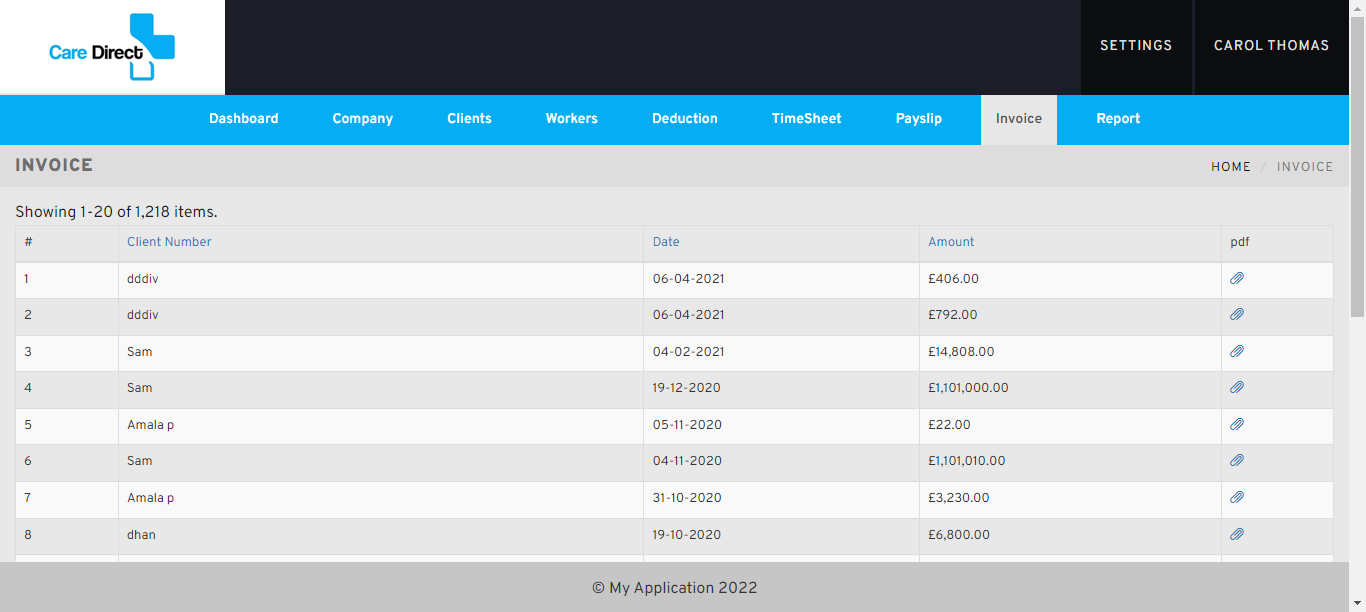 Care Direct
SETTINGS CAROL THOMAS
Dashboard Company Clients Workers Deduction TimeSheet Payslip Invoice Report
INVOICE HOME / INVOICE
Showing 1-20 of 1,218 items.
# Client Number Date Amount pdf
1 dddiv 06-04-2021 £406.00
2 dddiv 06-04-2021 £792.00
3 Sam 04-02-2021 £14,808.00
4 Sam 19-12-2020 £1,101,000.00
5 Amala p 05-11-2020 £22.00
6 Sam 04-11-2020 £1,101,010.00
7 Amala p 31-10-2020 £3,230.00
8 dhan 19-10-2020 £6,800.00
© My Application 2022